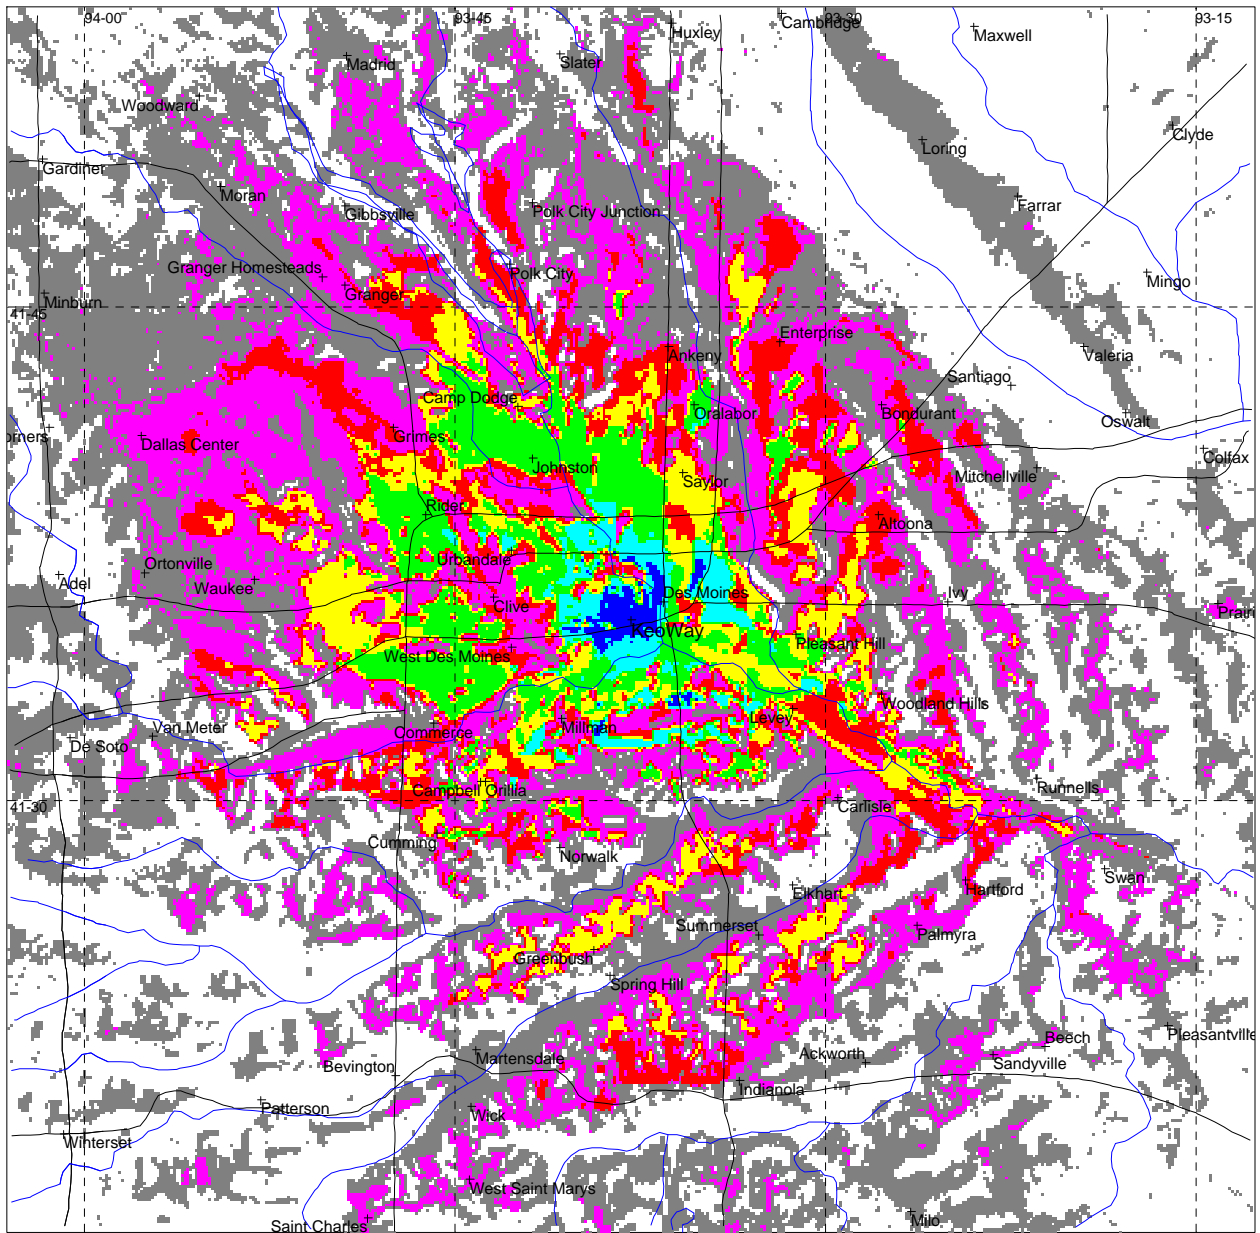 94-00
93-45
93-30
93-15
Huxley
Cambridge
Maxwell
Madrid
Slater
Woodward
Clyde
Loring
Gardiner
Moran
Gibbsville
Polk City Junction
Farrar
Granger Homesteads
Polk City
Mingo
Granger
Minburn
41-45
Enterprise
Ankeny
Valeria
Santiago
Camp Dodge
Oralabor
Bondurant
Oswalt
orners
Dallas Center
Grimes
Colfax
Johnston
Saylor
Mitchellville
Rider
Altoona
Urbandale
Ortonville
Adel
Waukee
Des Moines
Ivy
Clive
Prairi
KeoWay
Pleasant Hill
West Des Moines
Woodland Hills
Van Meter
Commerce
Millman
Levey
De Soto
Campbell
Orilla
Runnells
41-30
Carlisle
Cumming
Norwalk
Swan
Elkhart
Hartford
Summerset
Palmyra
Greenbush
Spring Hill
Pleasantville
Beech
Martensdale
Ackworth
Sandyville
Bevington
Indianola
Patterson
Wick
Winterset
West Saint Marys
Saint Charles
Milo